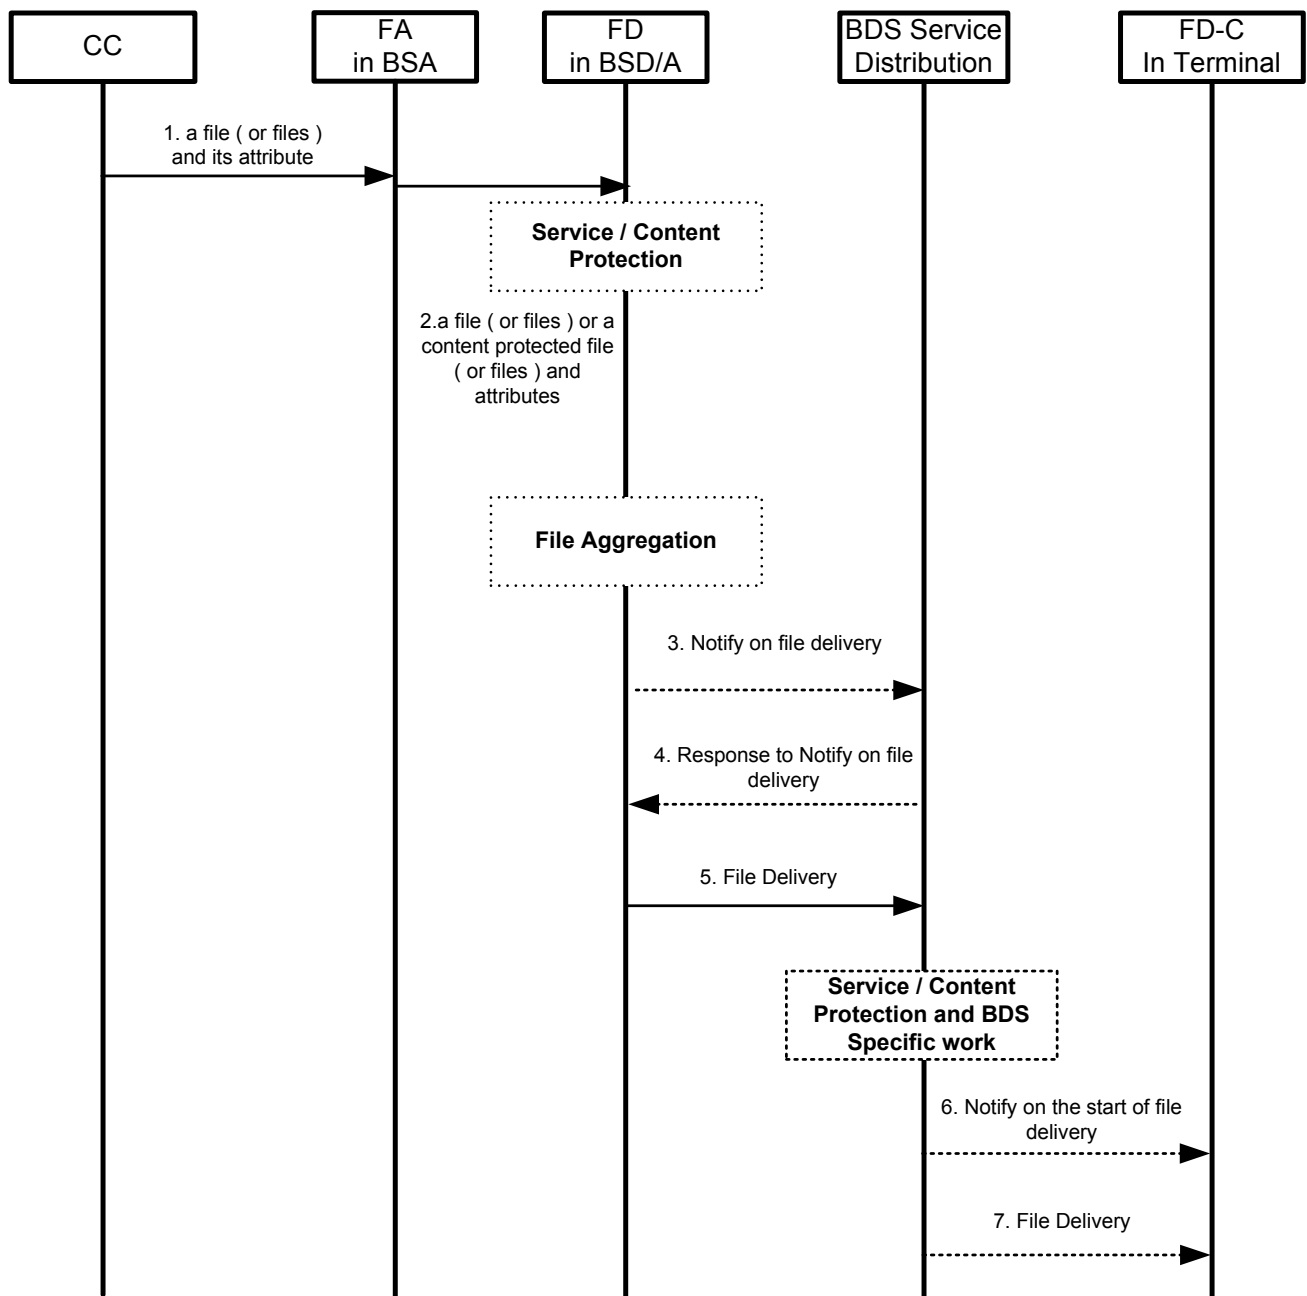 CC
FA
in BSA
FD
in BSD/A
BDS Service
Distribution
FD-C
In Terminal
1. a file ( or files )
and its attribute
Service / Content
Protection
2.a file ( or files ) or a
content protected file
( or files ) and
attributes
File Aggregation
3. Notify on file delivery
4. Response to Notify on file
delivery
5. File Delivery
Service / Content
Protection and BDS
Specific work
6. Notify on the start of file
delivery
7. File Delivery